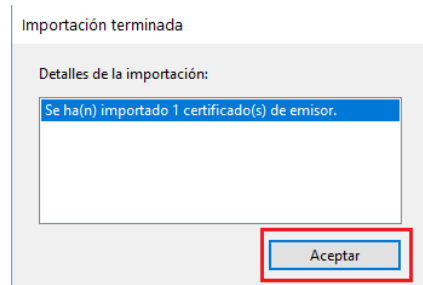 Importación terminada
Detalles de la importación:
Se ha(n) importado 1 certificado(s) de emisor.
Aceptar